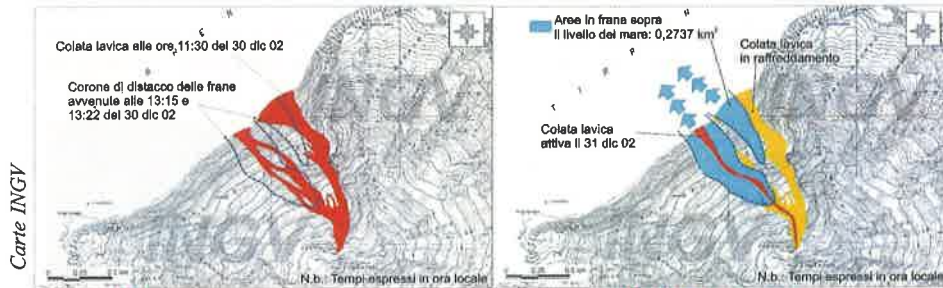 Carte INGV
Colata lavica alle ore 11:30 del 30 dic 02
Corone di distacco delle frane
avvenute alle 13:15 e
13:22 del 30 dic 02
N.b.: Tempi espressi in ora locale
Aree in frana sopra
il livello del mare: 0,2737 km²
Colata lavica
in raffreddamento
Colata lavica
attiva il 31 dic 02
N.b.: Tempi espressi in ora locale